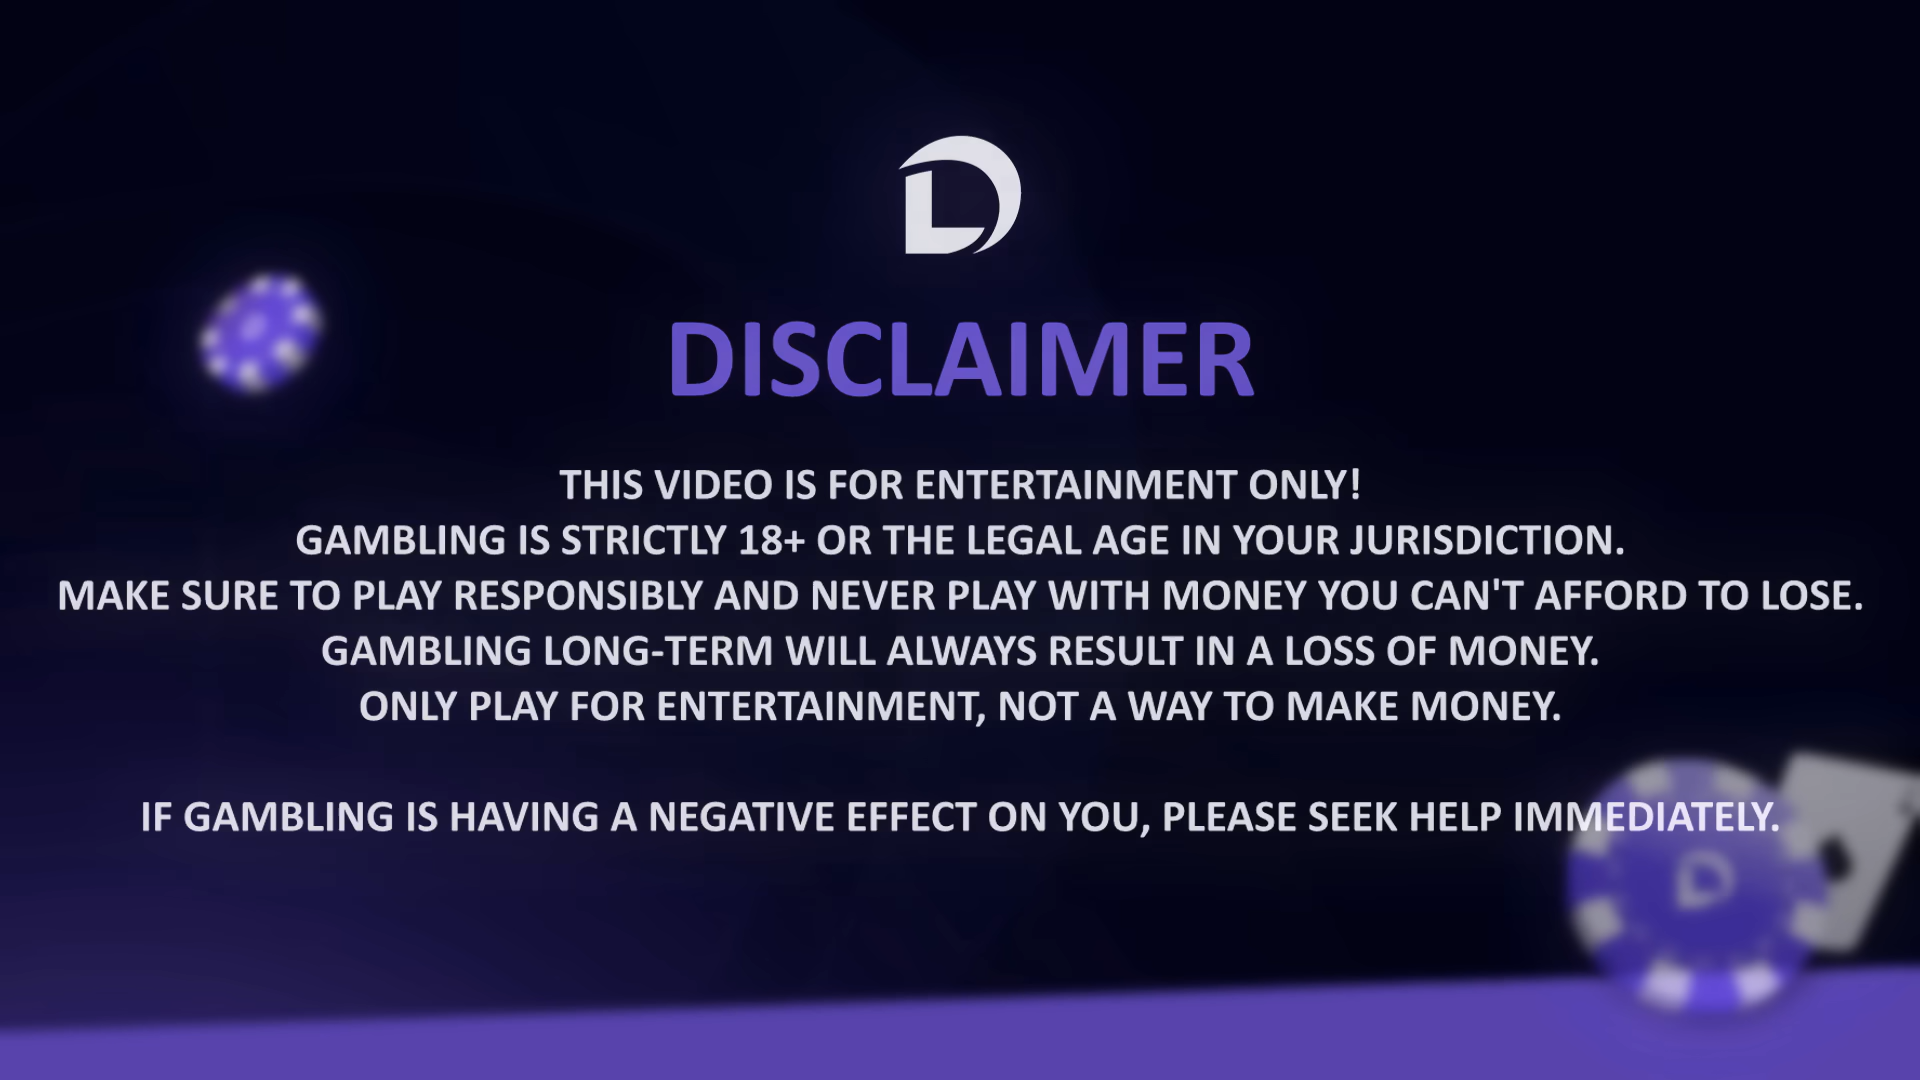 DISCLAIMER
THIS VIDEO IS FOR ENTERTAINMENT ONLY!
GAMBLING IS STRICTLY 18+ OR THE LEGAL AGE IN YOUR JURISDICTION.
MAKE SURE TO PLAY RESPONSIBLY AND NEVER PLAY WITH MONEY YOU CAN'T AFFORD TO LOSE.
GAMBLING LONG-TERM WILL ALWAYS RESULT IN A LOSS OF MONEY.
ONLY PLAY FOR ENTERTAINMENT, NOT A WAY TO MAKE MONEY.
IF GAMBLING IS HAVING A NEGATIVE EFFECT ON YOU, PLEASE SEEK HELP IMMEDIATELY.